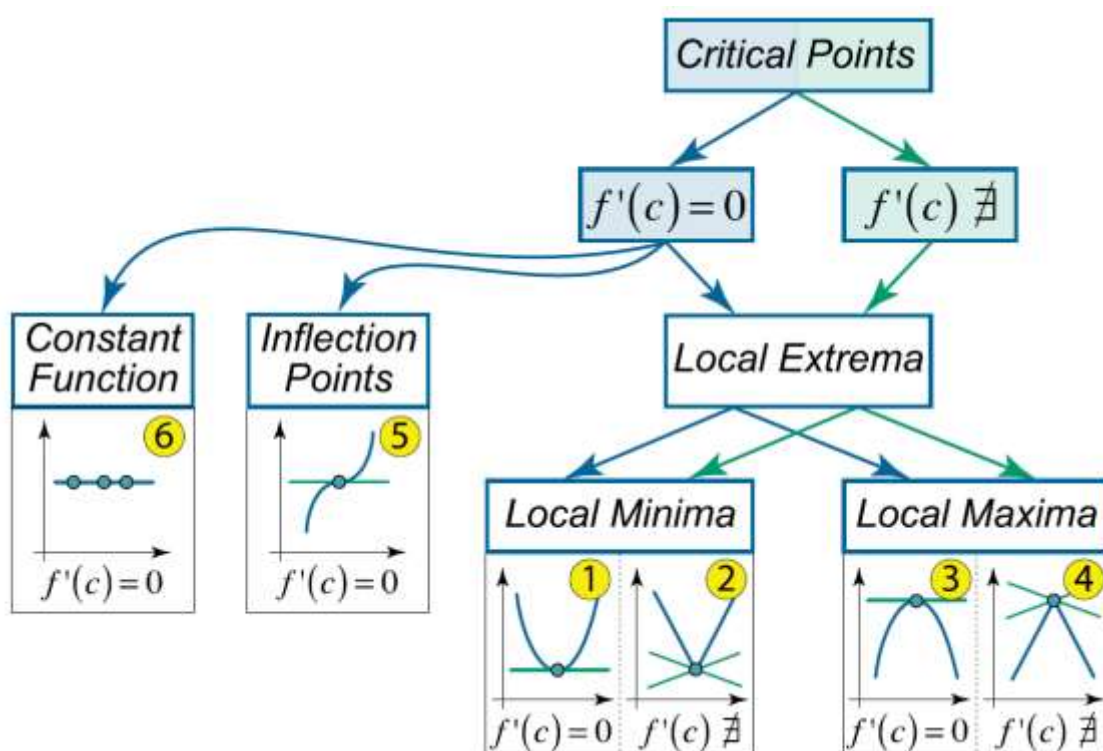 Critical Points
f'(c) = 0
f'(c) ∄
Constant
Function
Inflection
Points
Local Extrema
6
5
f'(c) = 0
f'(c) = 0
Local Minima
Local Maxima
1
2
3
4
f'(c) = 0
f'(c) ∄
f'(c) = 0
f'(c) ∄